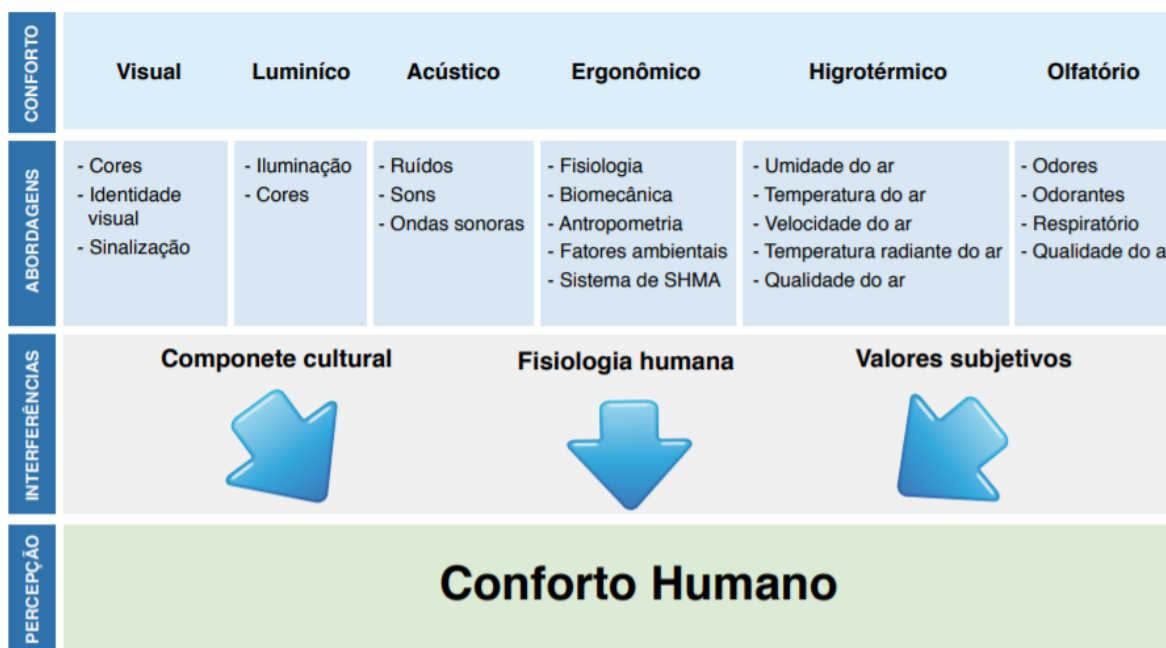 CONFORTO
Visual
Luminíco
Acústico
Ergonômico
Higrotérmico
Olfatório
ABORDAGENS
- Cores
- Identidade
visual
- Sinalização
- Iluminação
- Cores
- Ruídos
- Sons
- Ondas sonoras
- Fisiologia
- Biomecânica
- Antropometria
- Fatores ambientais
- Sistema de SHMA
- Umidade do ar
- Temperatura do ar
- Velocidade do ar
- Temperatura radiante do ar
- Qualidade do ar
- Odores
- Odorantes
- Respiratório
- Qualidade do a
INTERFERÊNCIAS
Componete cultural
Fisiologia humana
Valores subjetivos
PERCEPÇÃO
Conforto Humano